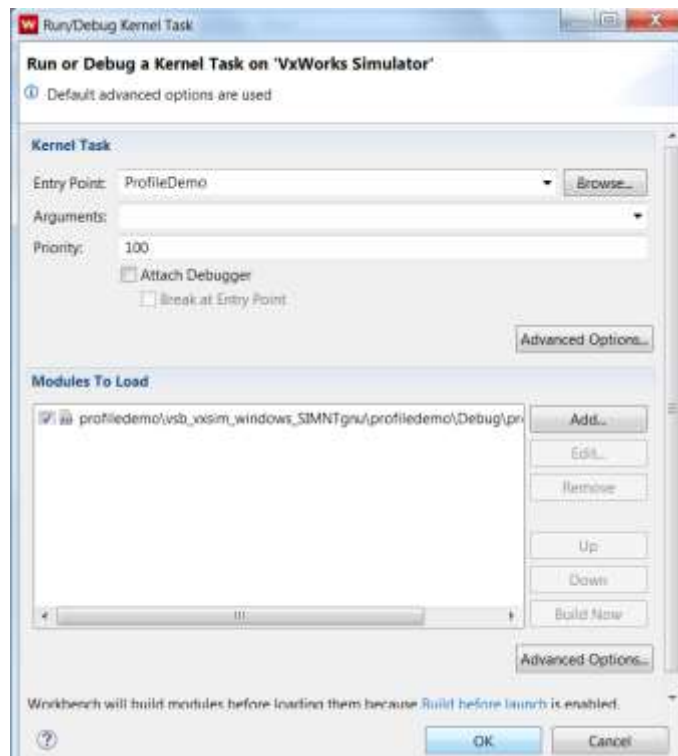 Run/Debug Kernel Task
Run or Debug a Kernel Task on 'VxWorks Simulator'
Default advanced options are used
Kernel Task
Entry Point: ProfileDemo Browse...
Arguments:
Priority: 100
Attach Debugger
Break at Entry Point
Advanced Options...
Modules To Load
profiledemo\vsb_vxsim_windows_SIMNTgnu\profiledemo\Debug\pr
Add...
Edit...
Remove
Up
Down
Build Now
Advanced Options...
Workbench will build modules before loading them because Build before launch is enabled.
OK Cancel